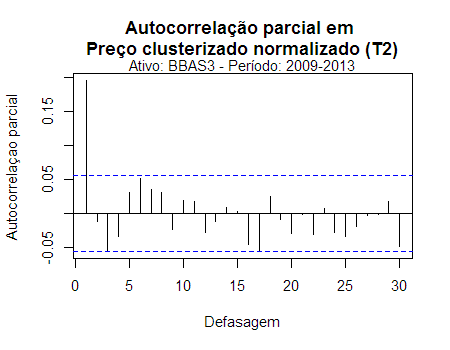 Autocorrelação parcial em
Preço clusterizado normalizado (T2)
Ativo: BBAS3 - Período: 2009-2013
Autocorrelaçao parcial
0.15
0.05
-0.05
0 5 10 15 20 25 30
Defasagem